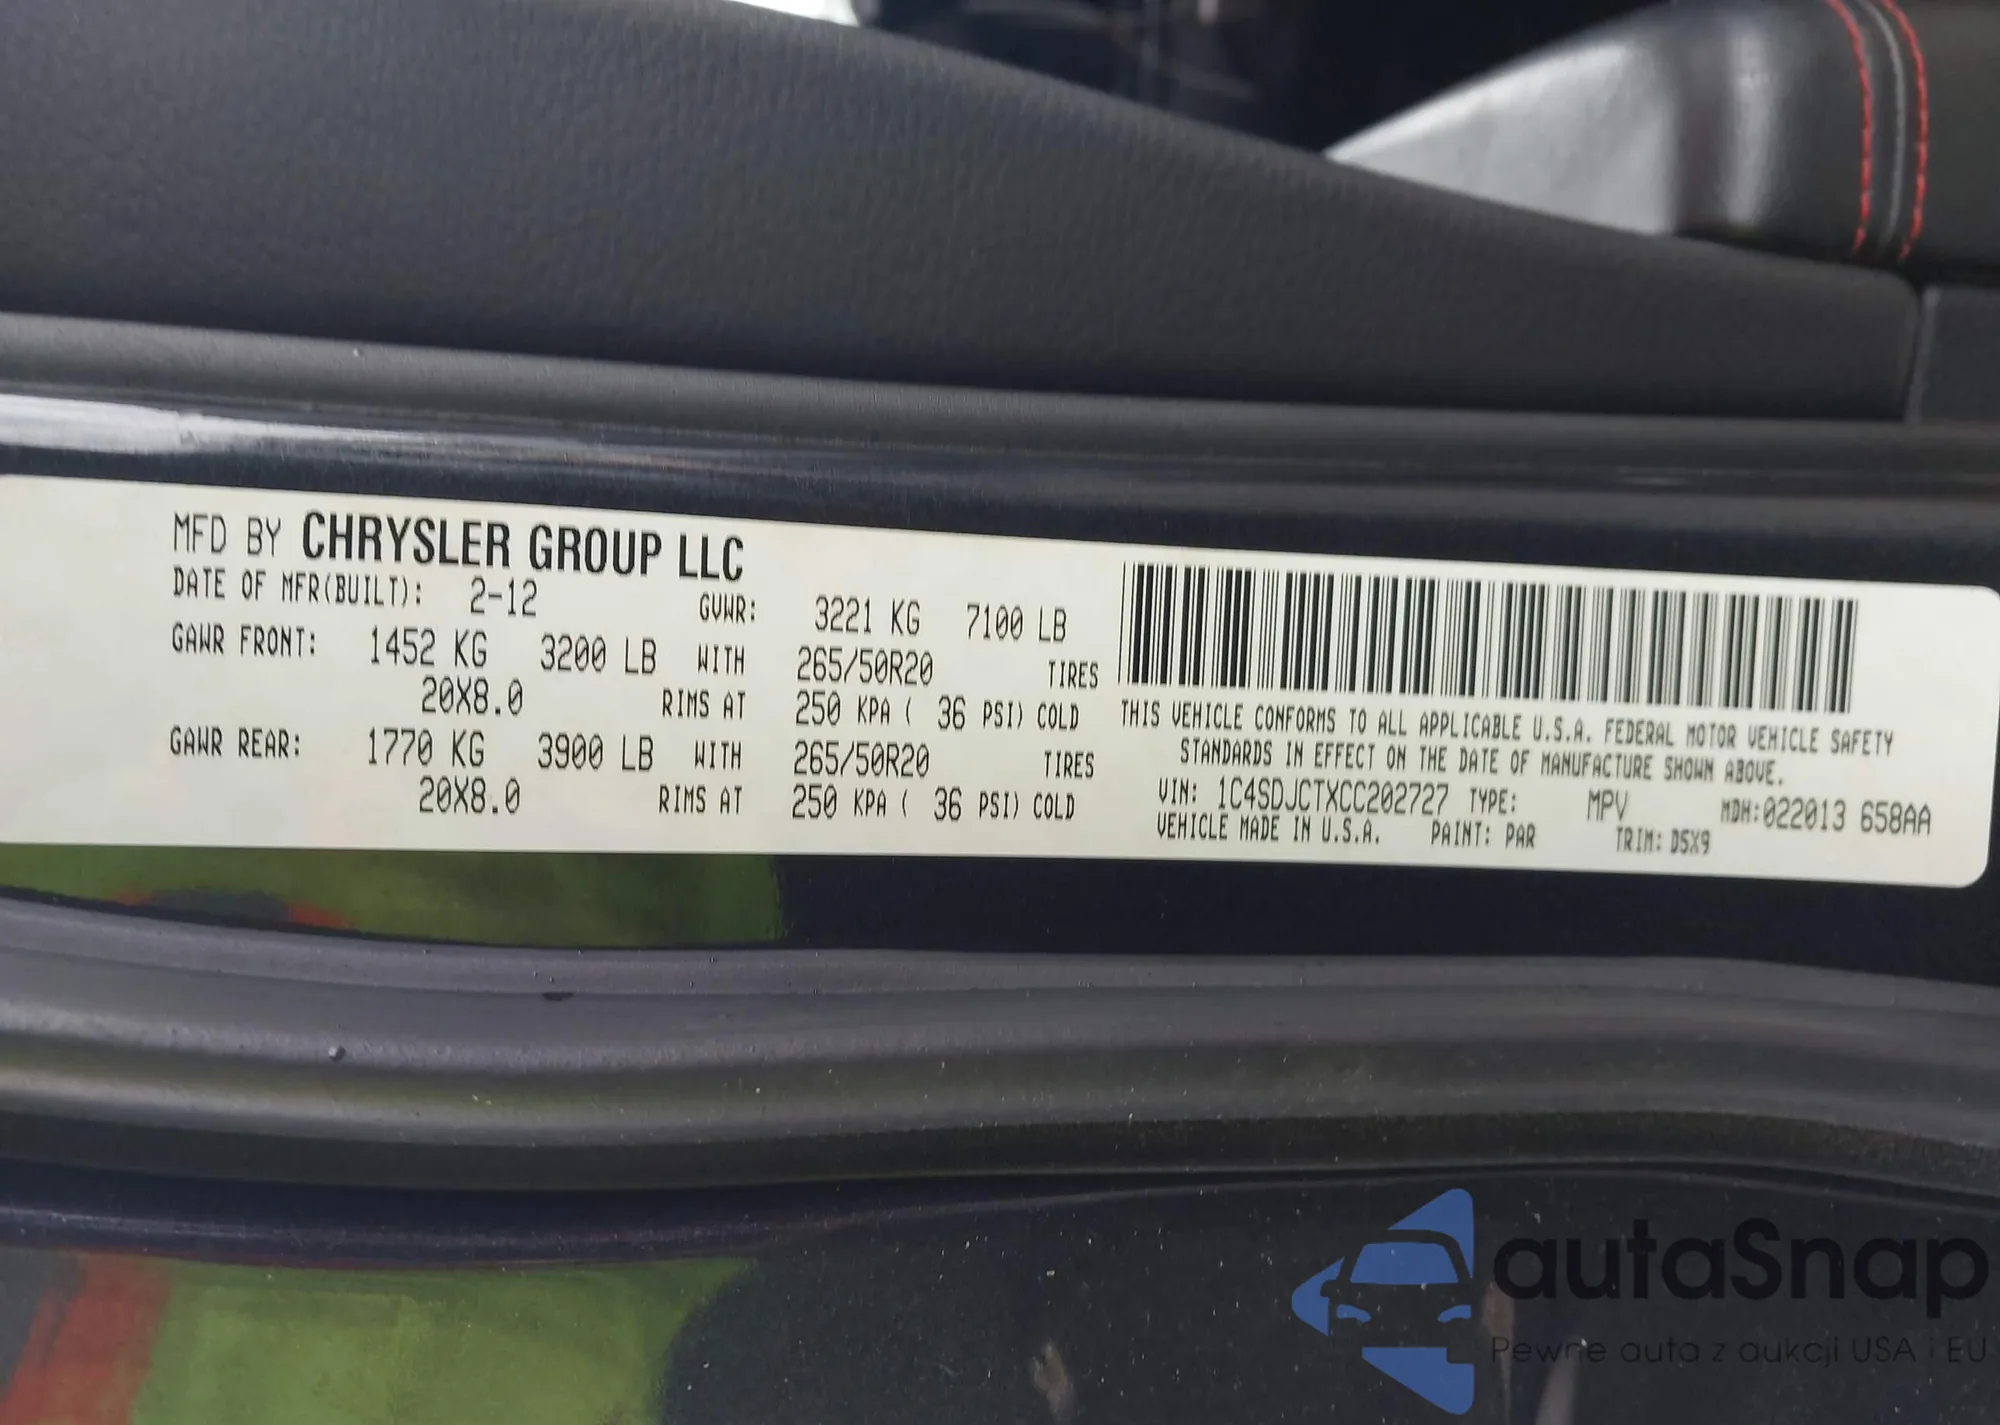 MFD BY CHRYSLER GROUP LLC
DATE OF MFR(BUILT): 2-12 GVWR: 3221 KG 7100 LB
GAWR FRONT: 1452 KG 3200 LB WITH 265/50R20 TIRES
20X8.0 RIMS AT 250 KPA ( 36 PSI) COLD
GAWR REAR: 1770 KG 3900 LB WITH 265/50R20 TIRES
20X8.0 RIMS AT 250 KPA ( 36 PSI) COLD
THIS VEHICLE CONFORMS TO ALL APPLICABLE U.S.A. FEDERAL MOTOR VEHICLE SAFETY
STANDARDS IN EFFECT ON THE DATE OF MANUFACTURE SHOWN ABOVE.
VIN: 1C4SDJCTXCC202727 TYPE: MPV MDH:022013 658AA
VEHICLE MADE IN U.S.A. PAINT: PAR TRIM: D5X9
autaSnap
Pewne auta z aukcji USA i EU